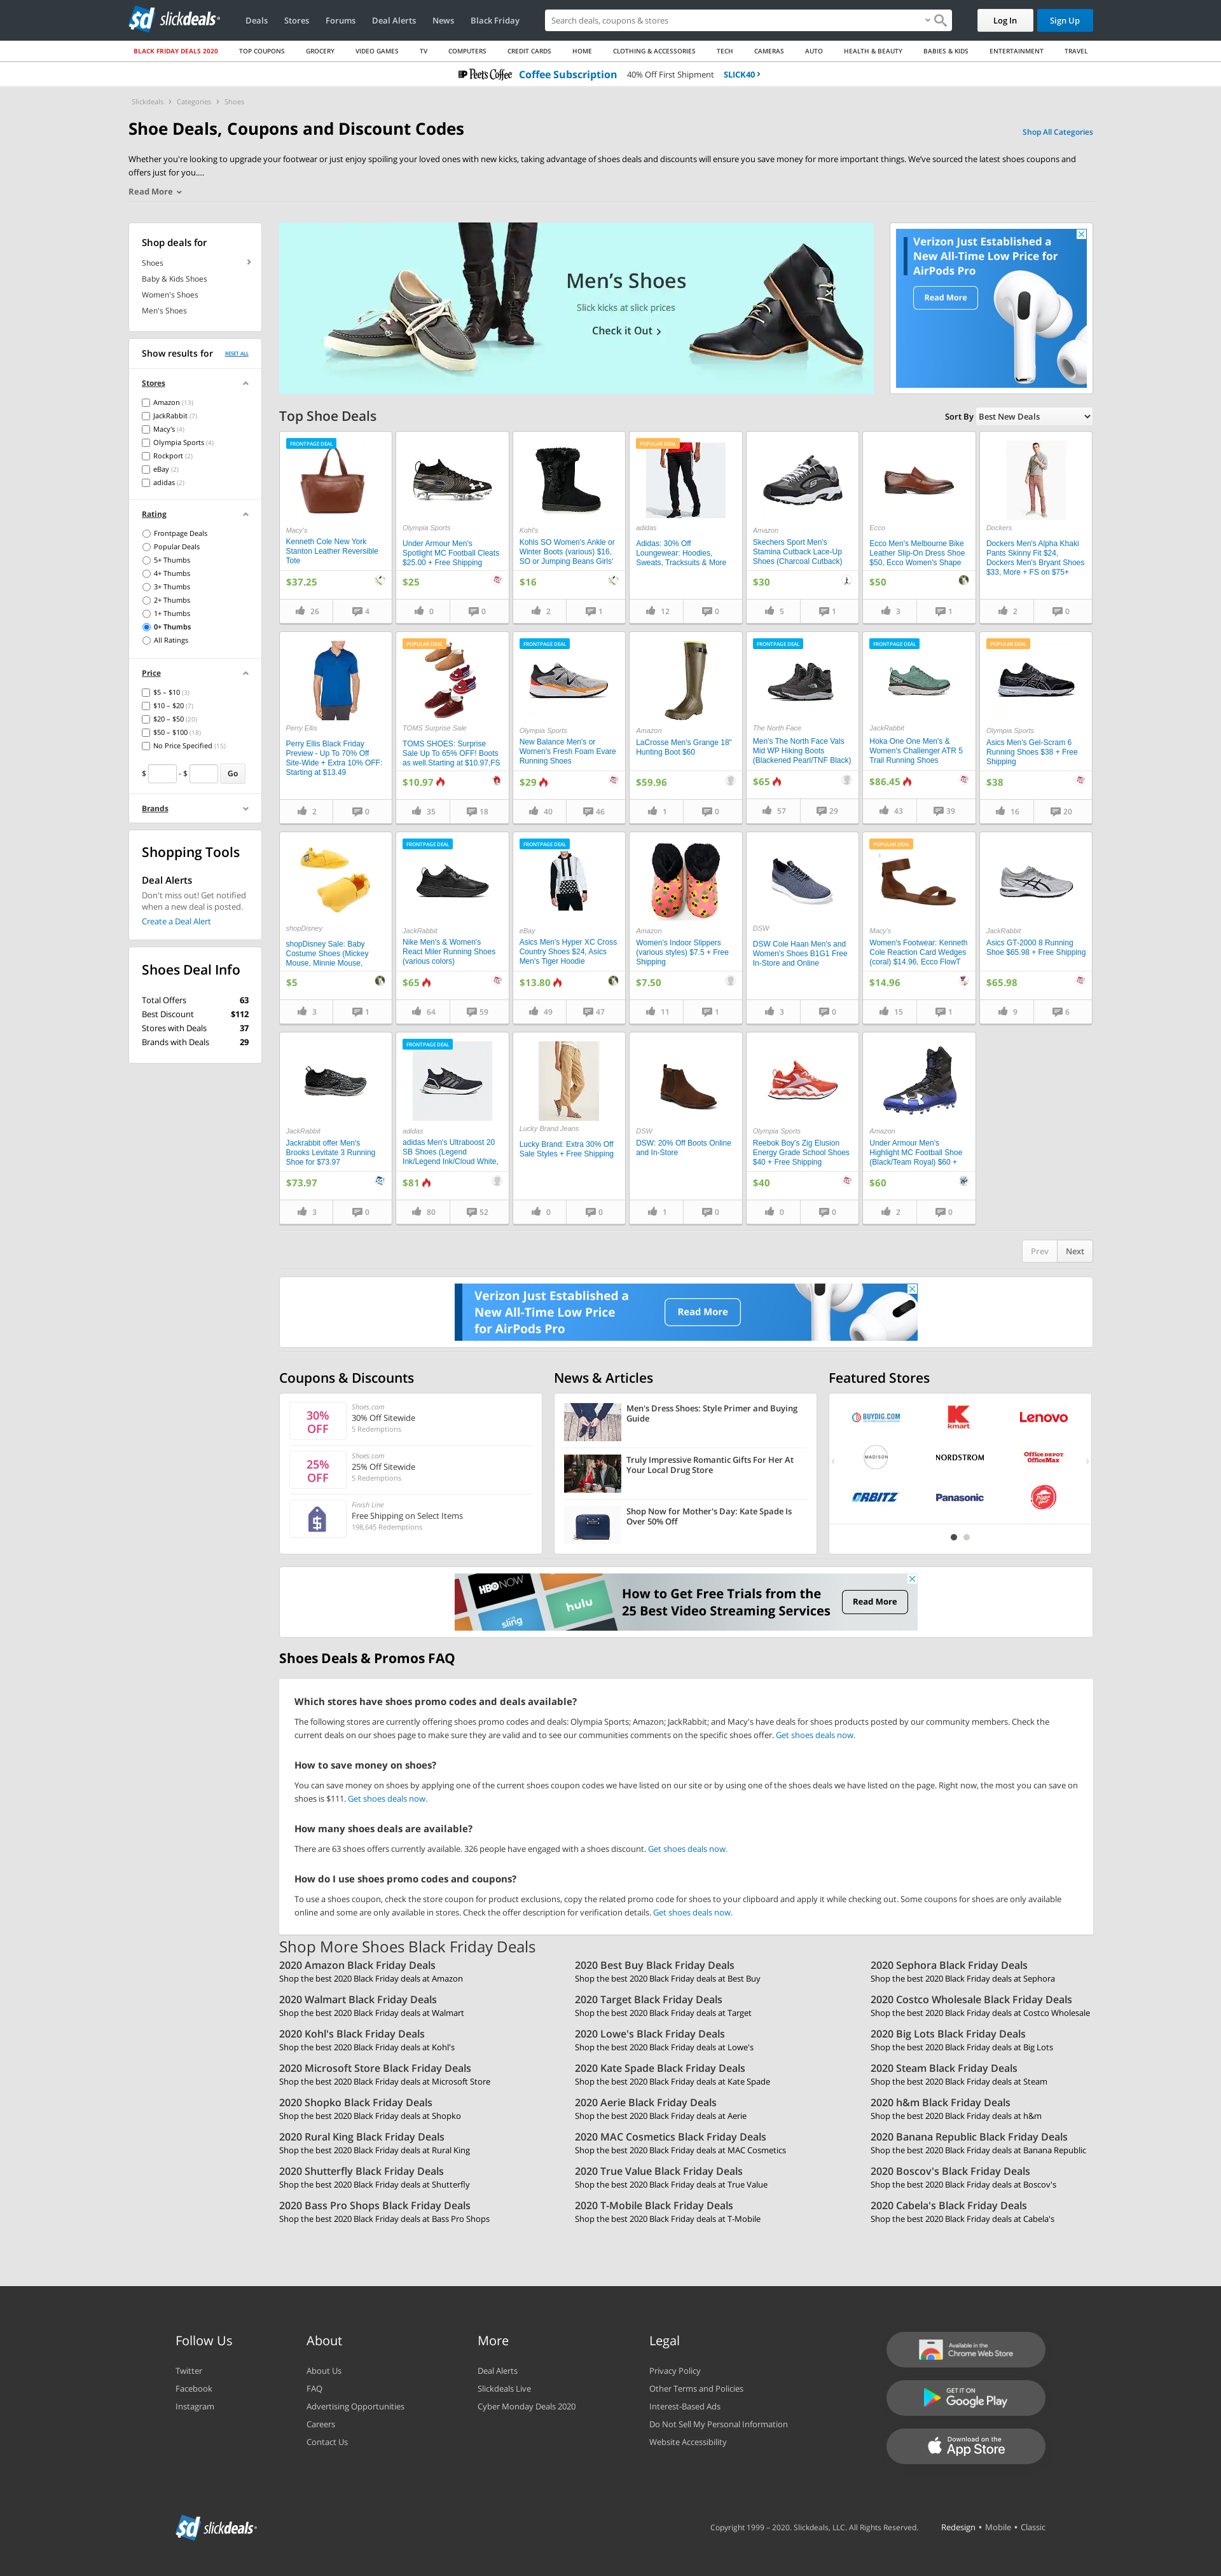 slickdeals
Deals Stores Forums Deal Alerts News Black Friday
Search deals, coupons & stores
Log In
Sign Up
BLACK FRIDAY DEALS 2020 TOP COUPONS GROCERY VIDEO GAMES TV COMPUTERS CREDIT CARDS HOME CLOTHING & ACCESSORIES TECH CAMERAS AUTO HEALTH & BEAUTY BABIES & KIDS ENTERTAINMENT TRAVEL
Peet's Coffee Coffee Subscription 40% Off First Shipment SLICK40
Slickdeals › Categories › Shoes
Shoe Deals, Coupons and Discount Codes
Shop All Categories
Whether you're looking to upgrade your footwear or just enjoy spoiling your loved ones with new kicks, taking advantage of shoes deals and discounts will ensure you save money for more important things. We've sourced the latest shoes coupons and
offers just for you....
Read More
Shop deals for
Shoes
Baby & Kids Shoes
Women's Shoes
Men's Shoes
Show results for RESET ALL
Stores
Amazon (13)
JackRabbit (7)
Macy's (4)
Olympia Sports (4)
Rockport (2)
eBay (2)
adidas (2)
Rating
Frontpage Deals
Popular Deals
5+ Thumbs
4+ Thumbs
3+ Thumbs
2+ Thumbs
1+ Thumbs
0+ Thumbs
All Ratings
Price
$5 – $10 (3)
$10 – $20 (7)
$20 – $50 (20)
$50 – $100 (18)
No Price Specified (15)
$ - $ Go
Brands
Shopping Tools
Deal Alerts
Don't miss out! Get notified
when a new deal is posted.
Create a Deal Alert
Shoes Deal Info
Total Offers 63
Best Discount $112
Stores with Deals 37
Brands with Deals 29
Men's Shoes
Slick kicks at slick prices
Check it Out
Verizon Just Established a
New All-Time Low Price for
AirPods Pro
Read More
Top Shoe Deals
Sort By Best New Deals
FRONTPAGE DEAL
Macy's
Kenneth Cole New York
Stanton Leather Reversible
Tote
$37.25
26 4
Olympia Sports
Under Armour Men's
Spotlight MC Football Cleats
$25.00 + Free Shipping
$25
0 0
Kohl's
Kohls SO Women's Ankle or
Winter Boots (various) $16,
SO or Jumping Beans Girls'
$16
2 1
POPULAR DEAL
adidas
Adidas: 30% Off
Loungewear: Hoodies,
Sweats, Tracksuits & More
12 0
Amazon
Skechers Sport Men's
Stamina Cutback Lace-Up
Shoes (Charcoal Cutback)
$30
5 1
Ecco
Ecco Men's Melbourne Bike
Leather Slip-On Dress Shoe
$50, Ecco Women's Shape
$50
3 1
Dockers
Dockers Men's Alpha Khaki
Pants Skinny Fit $24,
Dockers Men's Bryant Shoes
$33, More + FS on $75+
2 0
Perry Ellis
Perry Ellis Black Friday
Preview - Up To 70% Off
Site-Wide + Extra 10% OFF:
Starting at $13.49
2 0
POPULAR DEAL
TOMS Surprise Sale
TOMS SHOES: Surprise
Sale Up To 65% OFF! Boots
as well.Starting at $10.97,FS
$10.97
35 18
FRONTPAGE DEAL
Olympia Sports
New Balance Men's or
Women's Fresh Foam Evare
Running Shoes
$29
40 46
Amazon
LaCrosse Men's Grange 18"
Hunting Boot $60
$59.96
1 0
FRONTPAGE DEAL
The North Face
Men's The North Face Vals
Mid WP Hiking Boots
(Blackened Pearl/TNF Black)
$65
57 29
FRONTPAGE DEAL
JackRabbit
Hoka One One Men's &
Women's Challenger ATR 5
Trail Running Shoes
$86.45
43 39
POPULAR DEAL
Olympia Sports
Asics Men's Gel-Scram 6
Running Shoes $38 + Free
Shipping
$38
16 20
shopDisney
shopDisney Sale: Baby
Costume Shoes (Mickey
Mouse, Minnie Mouse,
$5
3 1
FRONTPAGE DEAL
JackRabbit
Nike Men's & Women's
React Miler Running Shoes
(various colors)
$65
64 59
FRONTPAGE DEAL
eBay
Asics Men's Hyper XC Cross
Country Shoes $24, Asics
Men's Tiger Hoodie
$13.80
49 47
Amazon
Women's Indoor Slippers
(various styles) $7.5 + Free
Shipping
$7.50
11 1
DSW
DSW Cole Haan Men's and
Women's Shoes B1G1 Free
In-Store and Online
3 0
POPULAR DEAL
Macy's
Women's Footwear: Kenneth
Cole Reaction Card Wedges
(coral) $14.96, Ecco FlowT
$14.96
15 1
JackRabbit
Asics GT-2000 8 Running
Shoe $65.98 + Free Shipping
$65.98
9 6
JackRabbit
Jackrabbit offer Men's
Brooks Levitate 3 Running
Shoe for $73.97
$73.97
3 0
FRONTPAGE DEAL
adidas
adidas Men's Ultraboost 20
SB Shoes (Legend
Ink/Legend Ink/Cloud White,
$81
80 52
Lucky Brand Jeans
Lucky Brand: Extra 30% Off
Sale Styles + Free Shipping
0 0
DSW
DSW: 20% Off Boots Online
and In-Store
1 0
Olympia Sports
Reebok Boy's Zig Elusion
Energy Grade School Shoes
$40 + Free Shipping
$40
0 0
Amazon
Under Armour Men's
Highlight MC Football Shoe
(Black/Team Royal) $60 +
$60
2 0
Prev Next
Verizon Just Established a
New All-Time Low Price
for AirPods Pro
Read More
Coupons & Discounts
30%
OFF
Shoes.com
30% Off Sitewide
5 Redemptions
25%
OFF
Shoes.com
25% Off Sitewide
5 Redemptions
Finish Line
Free Shipping on Select Items
198,645 Redemptions
News & Articles
Men's Dress Shoes: Style Primer and Buying
Guide
Truly Impressive Romantic Gifts For Her At
Your Local Drug Store
Shop Now for Mother's Day: Kate Spade Is
Over 50% Off
Featured Stores
BUYDIG.COM kmart Lenovo
MADISON NORDSTROM Office DEPOT OfficeMax
ORBITZ Panasonic Pizza Hut
HBO NOW
hulu
sling
How to Get Free Trials from the
25 Best Video Streaming Services
Read More
Shoes Deals & Promos FAQ
Which stores have shoes promo codes and deals available?
The following stores are currently offering shoes promo codes and deals: Olympia Sports; Amazon; JackRabbit; and Macy's have deals for shoes products posted by our community members. Check the
current deals on our shoes page to make sure they are valid and to see our communities comments on the specific shoes offer. Get shoes deals now.
How to save money on shoes?
You can save money on shoes by applying one of the current shoes coupon codes we have listed on our site or by using one of the shoes deals we have listed on the page. Right now, the most you can save on
shoes is $111. Get shoes deals now.
How many shoes deals are available?
There are 63 shoes offers currently available. 326 people have engaged with a shoes discount. Get shoes deals now.
How do I use shoes promo codes and coupons?
To use a shoes coupon, check the store coupon for product exclusions, copy the related promo code for shoes to your clipboard and apply it while checking out. Some coupons for shoes are only available
online and some are only available in stores. Check the offer description for verification details. Get shoes deals now.
Shop More Shoes Black Friday Deals
2020 Amazon Black Friday Deals
Shop the best 2020 Black Friday deals at Amazon
2020 Best Buy Black Friday Deals
Shop the best 2020 Black Friday deals at Best Buy
2020 Sephora Black Friday Deals
Shop the best 2020 Black Friday deals at Sephora
2020 Walmart Black Friday Deals
Shop the best 2020 Black Friday deals at Walmart
2020 Target Black Friday Deals
Shop the best 2020 Black Friday deals at Target
2020 Costco Wholesale Black Friday Deals
Shop the best 2020 Black Friday deals at Costco Wholesale
2020 Kohl's Black Friday Deals
Shop the best 2020 Black Friday deals at Kohl's
2020 Lowe's Black Friday Deals
Shop the best 2020 Black Friday deals at Lowe's
2020 Big Lots Black Friday Deals
Shop the best 2020 Black Friday deals at Big Lots
2020 Microsoft Store Black Friday Deals
Shop the best 2020 Black Friday deals at Microsoft Store
2020 Kate Spade Black Friday Deals
Shop the best 2020 Black Friday deals at Kate Spade
2020 Steam Black Friday Deals
Shop the best 2020 Black Friday deals at Steam
2020 Shopko Black Friday Deals
Shop the best 2020 Black Friday deals at Shopko
2020 Aerie Black Friday Deals
Shop the best 2020 Black Friday deals at Aerie
2020 h&m Black Friday Deals
Shop the best 2020 Black Friday deals at h&m
2020 Rural King Black Friday Deals
Shop the best 2020 Black Friday deals at Rural King
2020 MAC Cosmetics Black Friday Deals
Shop the best 2020 Black Friday deals at MAC Cosmetics
2020 Banana Republic Black Friday Deals
Shop the best 2020 Black Friday deals at Banana Republic
2020 Shutterfly Black Friday Deals
Shop the best 2020 Black Friday deals at Shutterfly
2020 True Value Black Friday Deals
Shop the best 2020 Black Friday deals at True Value
2020 Boscov's Black Friday Deals
Shop the best 2020 Black Friday deals at Boscov's
2020 Bass Pro Shops Black Friday Deals
Shop the best 2020 Black Friday deals at Bass Pro Shops
2020 T-Mobile Black Friday Deals
Shop the best 2020 Black Friday deals at T-Mobile
2020 Cabela's Black Friday Deals
Shop the best 2020 Black Friday deals at Cabela's
Follow Us
Twitter
Facebook
Instagram
About
About Us
FAQ
Advertising Opportunities
Careers
Contact Us
More
Deal Alerts
Slickdeals Live
Cyber Monday Deals 2020
Legal
Privacy Policy
Other Terms and Policies
Interest-Based Ads
Do Not Sell My Personal Information
Website Accessibility
Available in the
Chrome Web Store
GET IT ON
Google Play
Download on the
App Store
slickdeals
Copyright 1999 – 2020. Slickdeals, LLC. All Rights Reserved. Redesign • Mobile • Classic